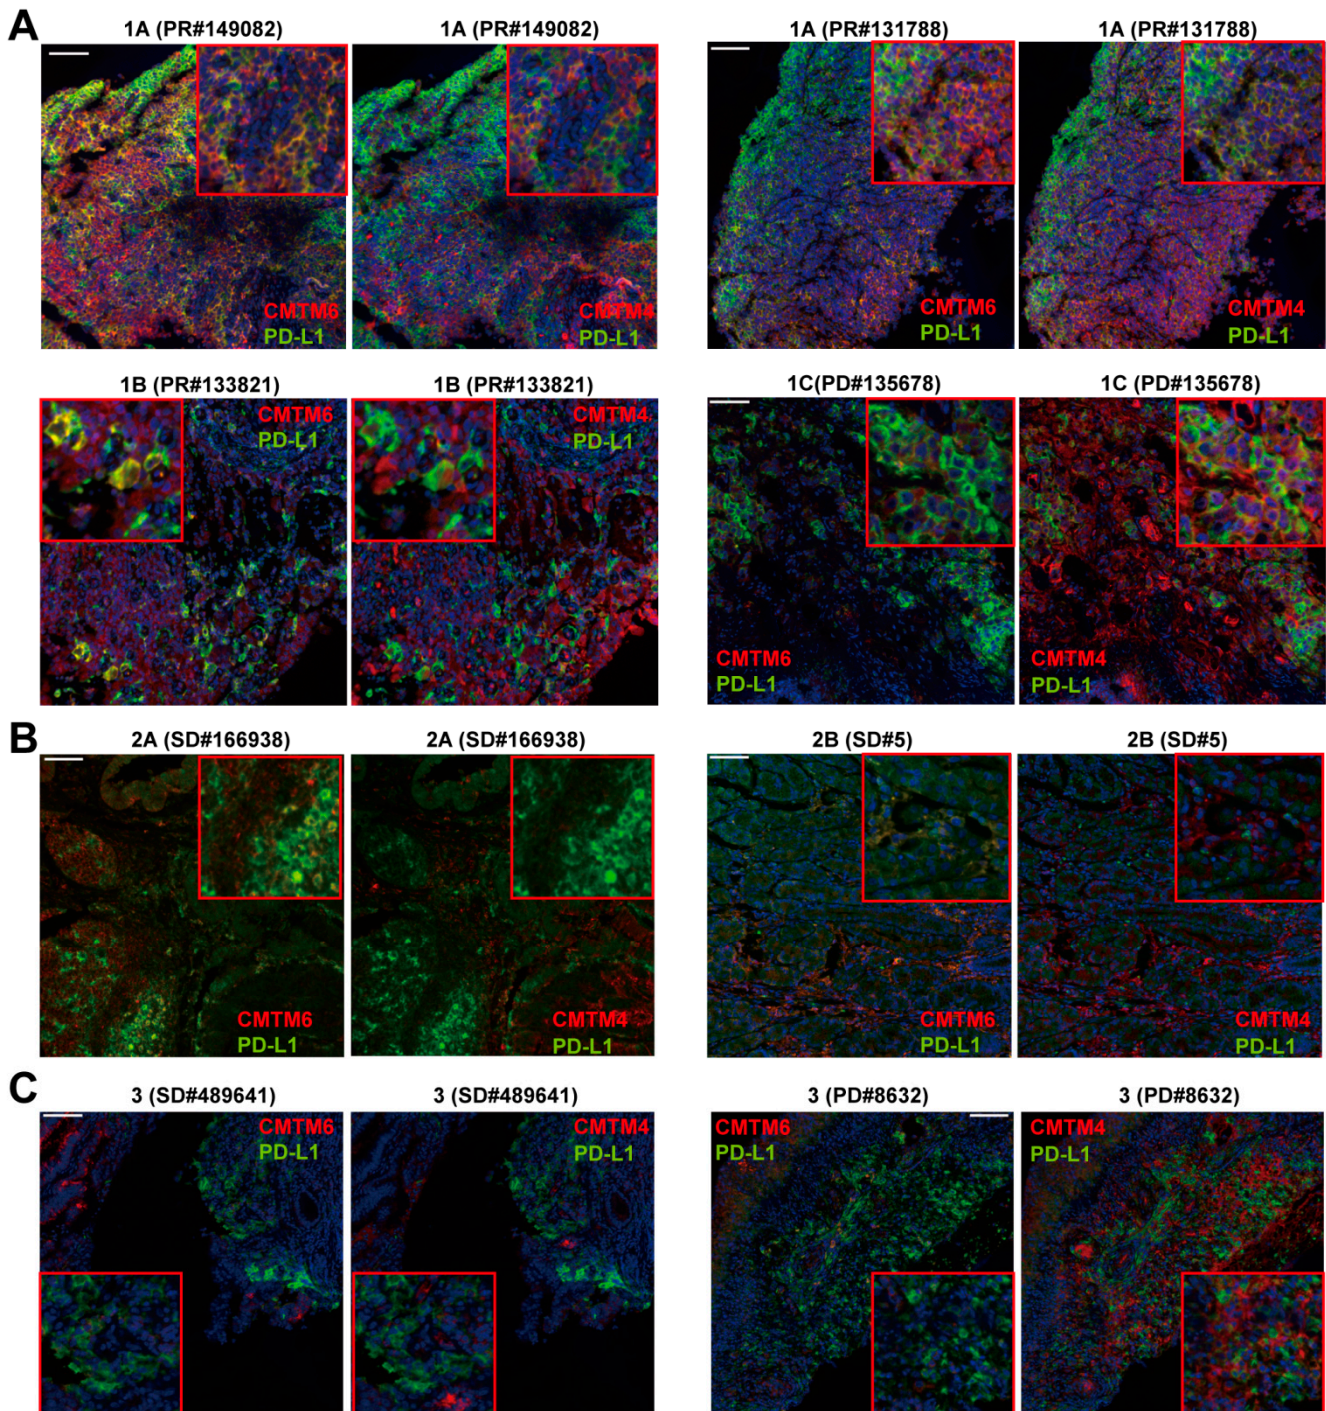 A
1A (PR#149082)
1A (PR#149082)
1A (PR#131788)
1A (PR#131788)
CMTM6
PD-L1
CMTM4
PD-L1
CMTM6
PD-L1
CMTM4
PD-L1
1B (PR#133821)
1B (PR#133821)
1C(PD#135678)
1C (PD#135678)
CMTM6
PD-L1
CMTM4
PD-L1
CMTM6
PD-L1
CMTM4
PD-L1
B
2A (SD#166938)
2A (SD#166938)
2B (SD#5)
2B (SD#5)
CMTM6
PD-L1
CMTM4
PD-L1
CMTM6
PD-L1
CMTM4
PD-L1
C
3 (SD#489641)
3 (SD#489641)
3 (PD#8632)
3 (PD#8632)
CMTM6
PD-L1
CMTM4
PD-L1
CMTM6
PD-L1
CMTM4
PD-L1